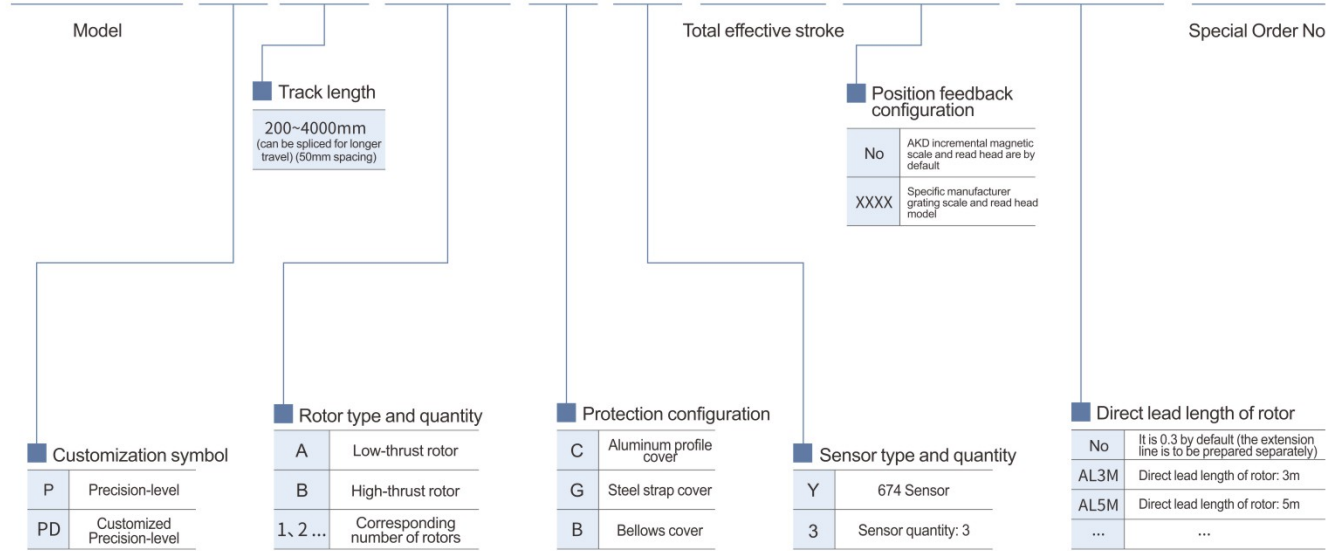 Model
Total effective stroke
Special Order No
Track length
200~4000mm
(can be spliced for longer
travel) (50mm spacing)
Position feedback
configuration
No
AKD incremental magnetic
scale and read head are by
default
XXXX
Specific manufacturer
grating scale and read head
model
Customization symbol
P
Precision-level
PD
Customized
Precision-level
Rotor type and quantity
A
Low-thrust rotor
B
High-thrust rotor
1、2...
Corresponding
number of rotors
Protection configuration
C
Aluminum profile
cover
G
Steel strap cover
B
Bellows cover
Sensor type and quantity
Y
674 Sensor
3
Sensor quantity: 3
Direct lead length of rotor
No
It is 0.3 by default (the extension
line is to be prepared separately)
AL3M
Direct lead length of rotor: 3m
AL5M
Direct lead length of rotor: 5m
...
...